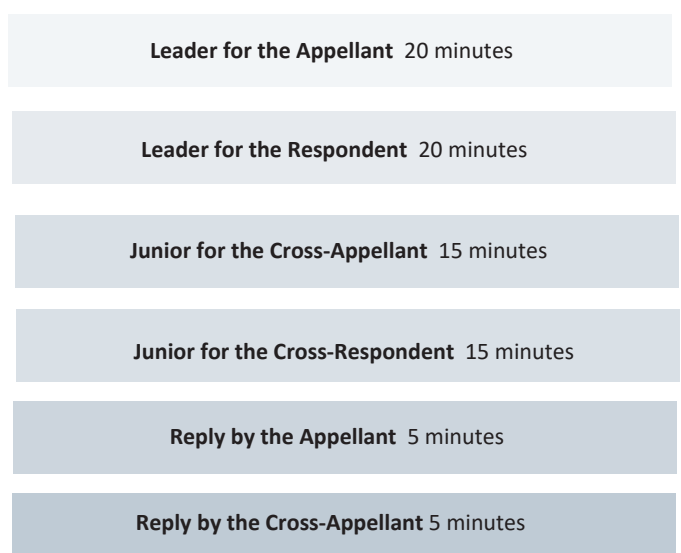 Leader for the Appellant 20 minutes
Leader for the Respondent 20 minutes
Junior for the Cross-Appellant 15 minutes
Junior for the Cross-Respondent 15 minutes
Reply by the Appellant 5 minutes
Reply by the Cross-Appellant 5 minutes